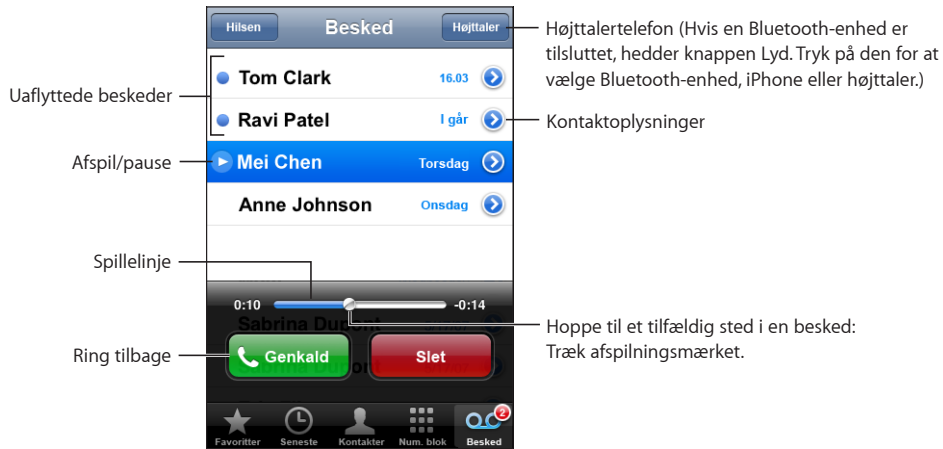 Hilsen
Besked
Højttaler
Højttalertelefon (Hvis en Bluetooth-enhed er
tilsluttet, hedder knappen Lyd. Tryk på den for at
vælge Bluetooth-enhed, iPhone eller højttaler.)
Uaflyttede beskeder
Tom Clark
16.03
Ravi Patel
I går
Kontaktoplysninger
Afspil/pause
Mei Chen
Torsdag
Anne Johnson
Onsdag
Spillelinje
0:10
-0:14
Sabrina Dupont
Hoppe til et tilfældig sted i en besked:
Træk afspilningsmærket.
Ring tilbage
Genkald
Slet
2
Favoritter
Seneste
Kontakter
Num. blok
Besked